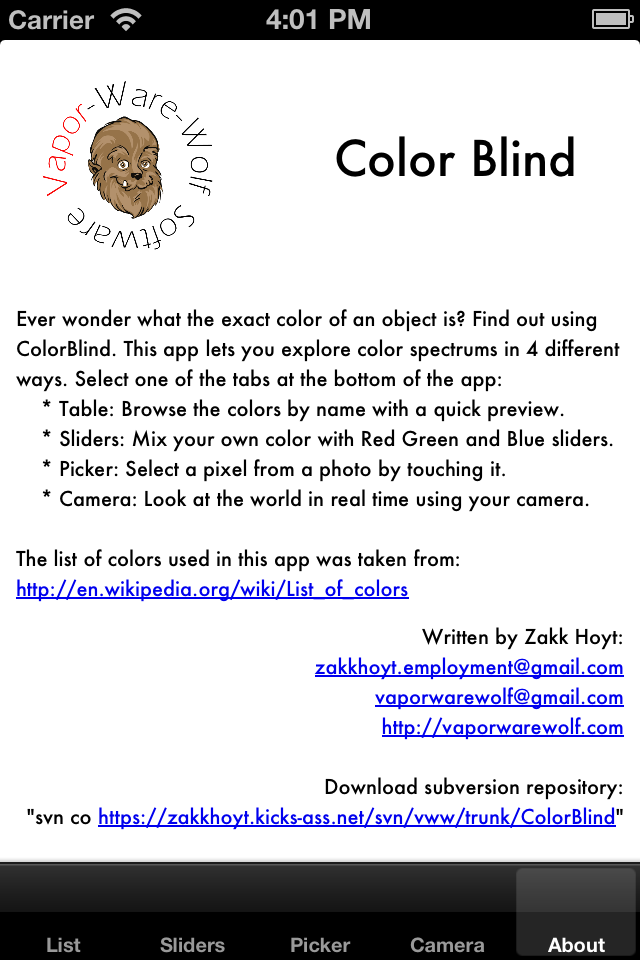 Carrier 4:01 PM
Vapor-Ware-Wolf Software
Color Blind
Ever wonder what the exact color of an object is? Find out using
ColorBlind. This app lets you explore color spectrums in 4 different
ways. Select one of the tabs at the bottom of the app:
* Table: Browse the colors by name with a quick preview.
* Sliders: Mix your own color with Red Green and Blue sliders.
* Picker: Select a pixel from a photo by touching it.
* Camera: Look at the world in real time using your camera.
The list of colors used in this app was taken from:
http://en.wikipedia.org/wiki/List_of_colors
Written by Zakk Hoyt:
zakkhoyt.employment@gmail.com
vaporwarewolf@gmail.com
http://vaporwarewolf.com
Download subversion repository:
"svn co https://zakkhoyt.kicks-ass.net/svn/vww/trunk/ColorBlind"
List Sliders Picker Camera About